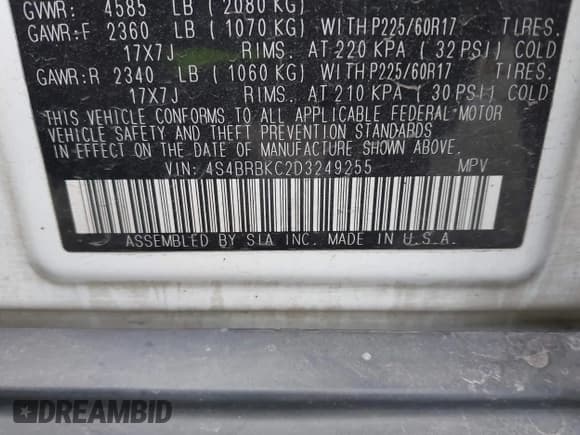 GVWR: 4585 LB ( 2080 KG)
GAWR:F 2360 LB ( 1070 KG) WITH P225/60R17 TIRES.
17X7J RIMS. AT 220 KPA ( 32 PSI) COLD
GAWR:R 2340 LB ( 1060 KG) WITH P225/60R17 TIRES.
17X7J RIMS. AT 210 KPA ( 30 PSI) COLD
THIS VEHICLE CONFORMS TO ALL APPLICABLE FEDERAL MOTOR
VEHICLE SAFETY AND THEFT PREVENTION STANDARDS
IN EFFECT ON THE DATE OF MANUFACTURE SHOWN ABOVE.
VIN: 4S4BRBKC2D3249255 MPV
ASSEMBLED BY SIA INC. MADE IN U.S.A.
DREAMBID